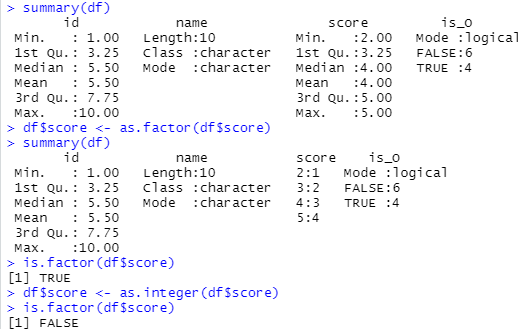 > summary(df)
       id            name               score         is_O
 Min.   : 1.00   Length:10          Min.   :2.00   Mode :logical
 1st Qu.: 3.25   Class :character   1st Qu.:3.25   FALSE:6
 Median : 5.50   Mode  :character   Median :4.00   TRUE :4
 Mean   : 5.50                      Mean   :4.00
 3rd Qu.: 7.75                      3rd Qu.:5.00
 Max.   :10.00                      Max.   :5.00
> df$score <- as.factor(df$score)
> summary(df)
       id            name           score    is_O
 Min.   : 1.00   Length:10          2:1   Mode :logical
 1st Qu.: 3.25   Class :character   3:2   FALSE:6
 Median : 5.50   Mode  :character   4:3   TRUE :4
 Mean   : 5.50                      5:4
 3rd Qu.: 7.75
 Max.   :10.00
> is.factor(df$score)
[1] TRUE
> df$score <- as.integer(df$score)
> is.factor(df$score)
[1] FALSE